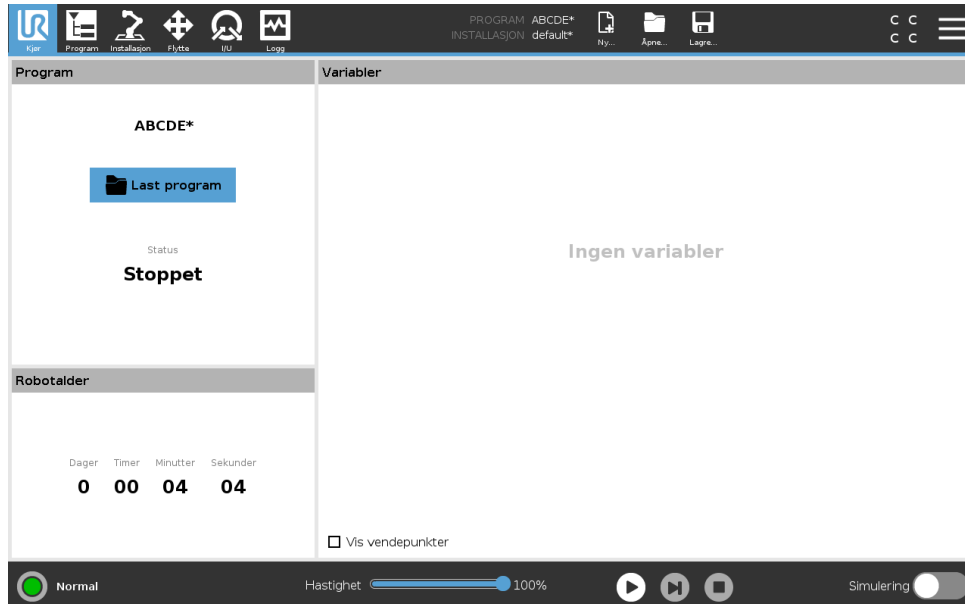 UR
PROGRAM ABCDE*
INSTALLASJON default*
C C
C C
Kjør Program Installasjon Flytte I/U Logg Ny... Åpne... Lagre...
Program
ABCDE*
Last program
Status
Stoppet
Robotalder
Dager Timer Minutter Sekunder
0 00 04 04
Variabler
Ingen variabler
Vis vendepunkter
Normal Hastighet 100% Simulering